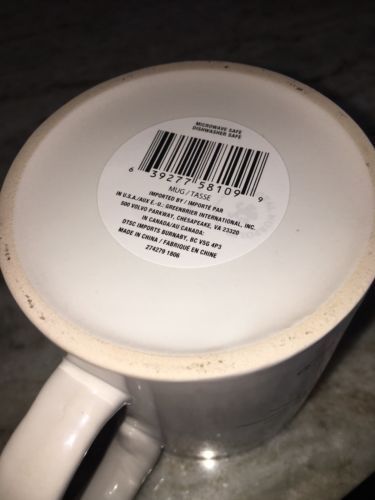 MICROWAVE SAFE
DISHWASHER SAFE
6 39277 58109 9
MUG / TASSE
IMPORTED BY / IMPORTÉ PAR
IN U.S.A./AUX É.-U.: GREENBRIER INTERNATIONAL, INC.
500 VOLVO PARKWAY, CHESAPEAKE, VA 23320
IN CANADA/AU CANADA:
DTSC IMPORTS BURNABY, BC V5G 4P3
MADE IN CHINA / FABRIQUÉ EN CHINE
274279 1806